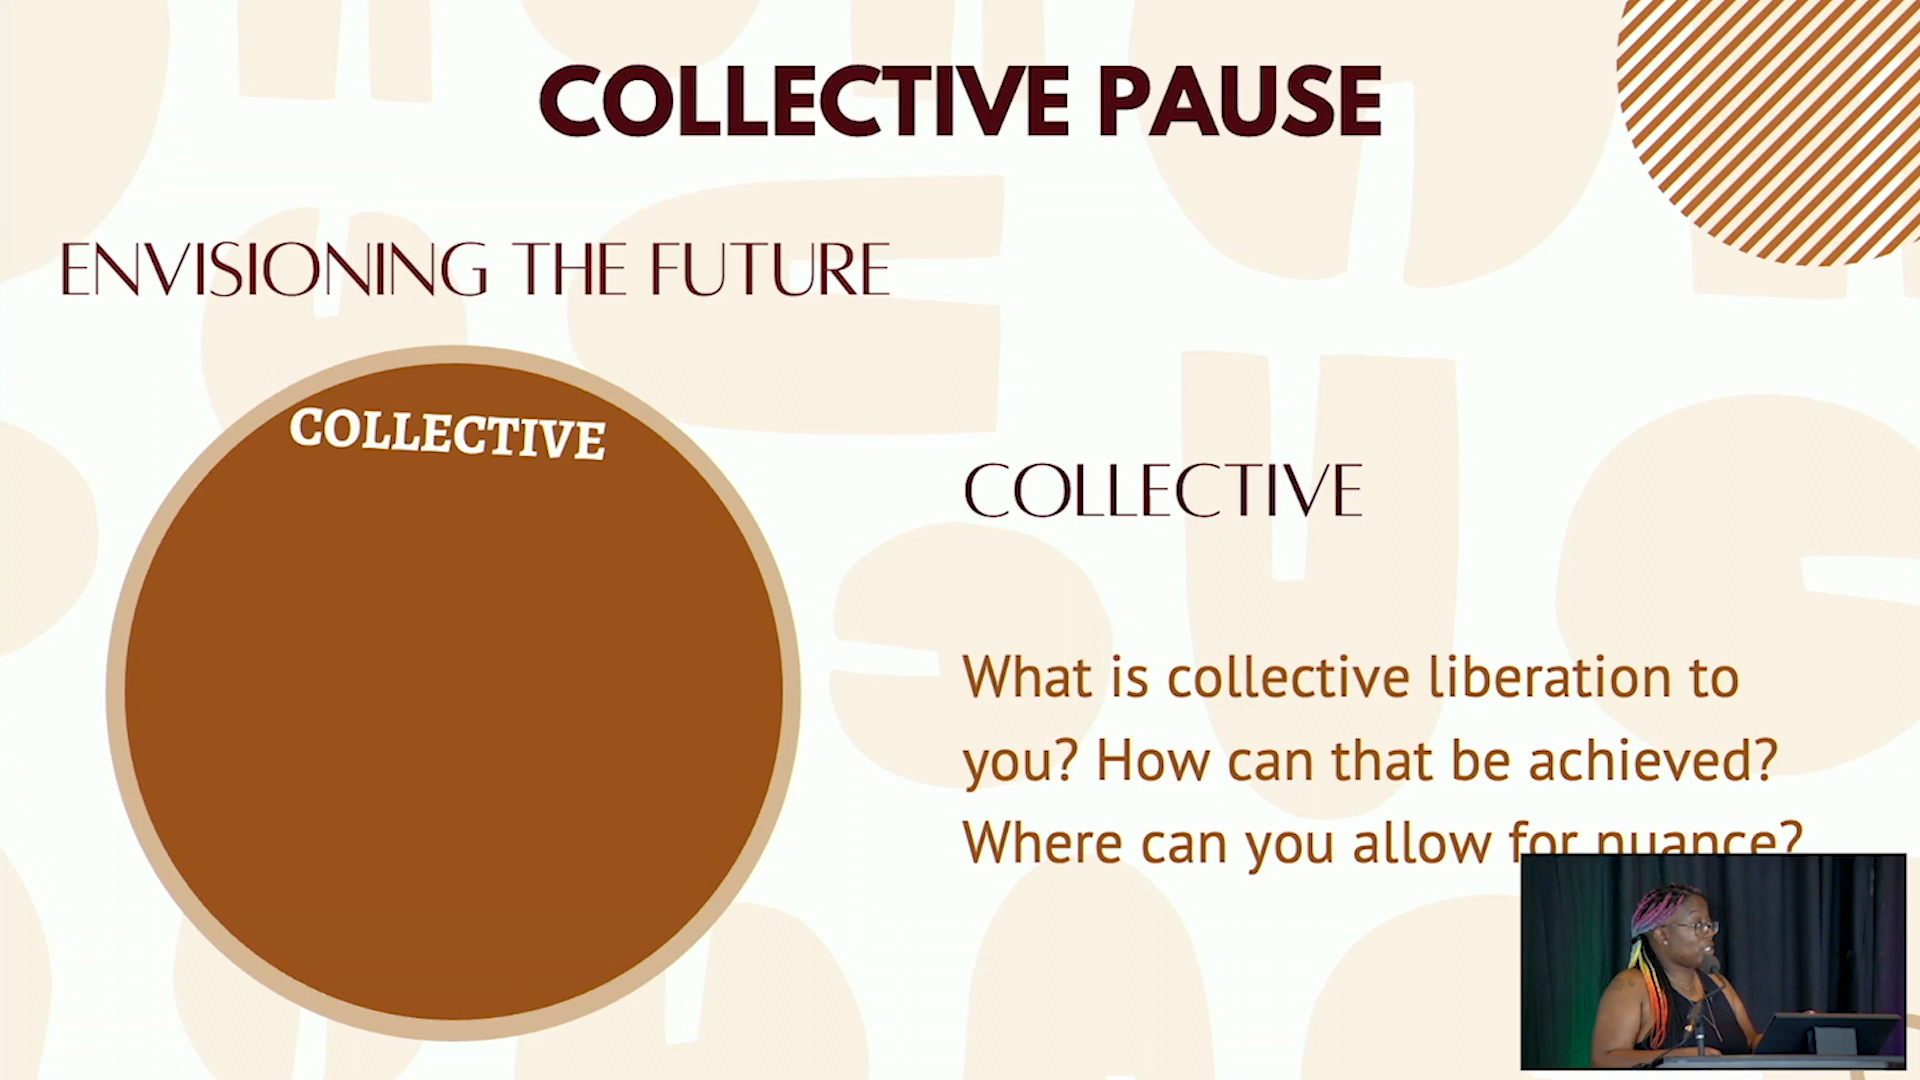 COLLECTIVE PAUSE
ENVISIONING THE FUTURE
COLLECTIVE
COLLECTIVE
What is collective liberation to
you? How can that be achieved?
Where can you allow for nuance?